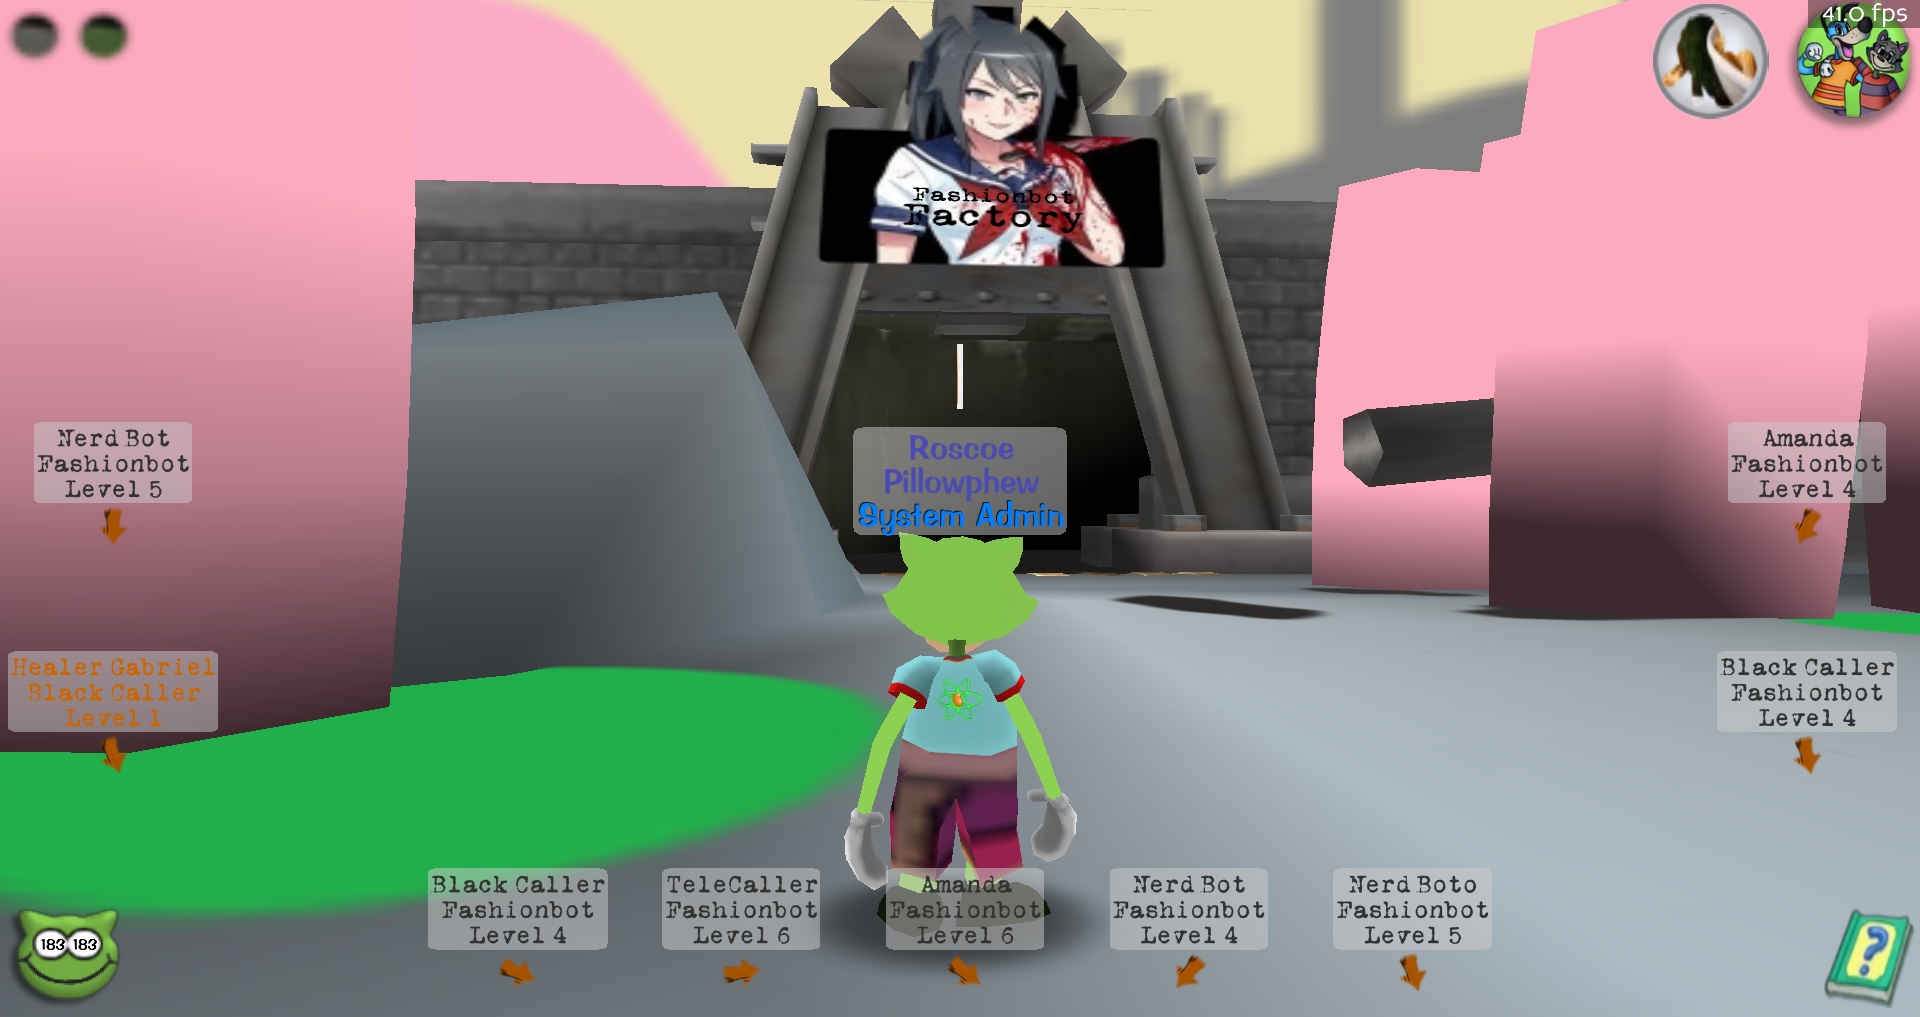 41.0 fps
Fashionbot
Factory
Nerd Bot
Fashionbot
Level 5
Roscoe
Pillowphew
System Admin
Amanda
Fashionbot
Level 4
Healer Gabriel
Black Caller
Level 1
Black Caller
Fashionbot
Level 4
Black Caller
Fashionbot
Level 4
TeleCaller
Fashionbot
Level 6
Amanda
Fashionbot
Level 6
Nerd Bot
Fashionbot
Level 4
Nerd Boto
Fashionbot
Level 5
183 183
?